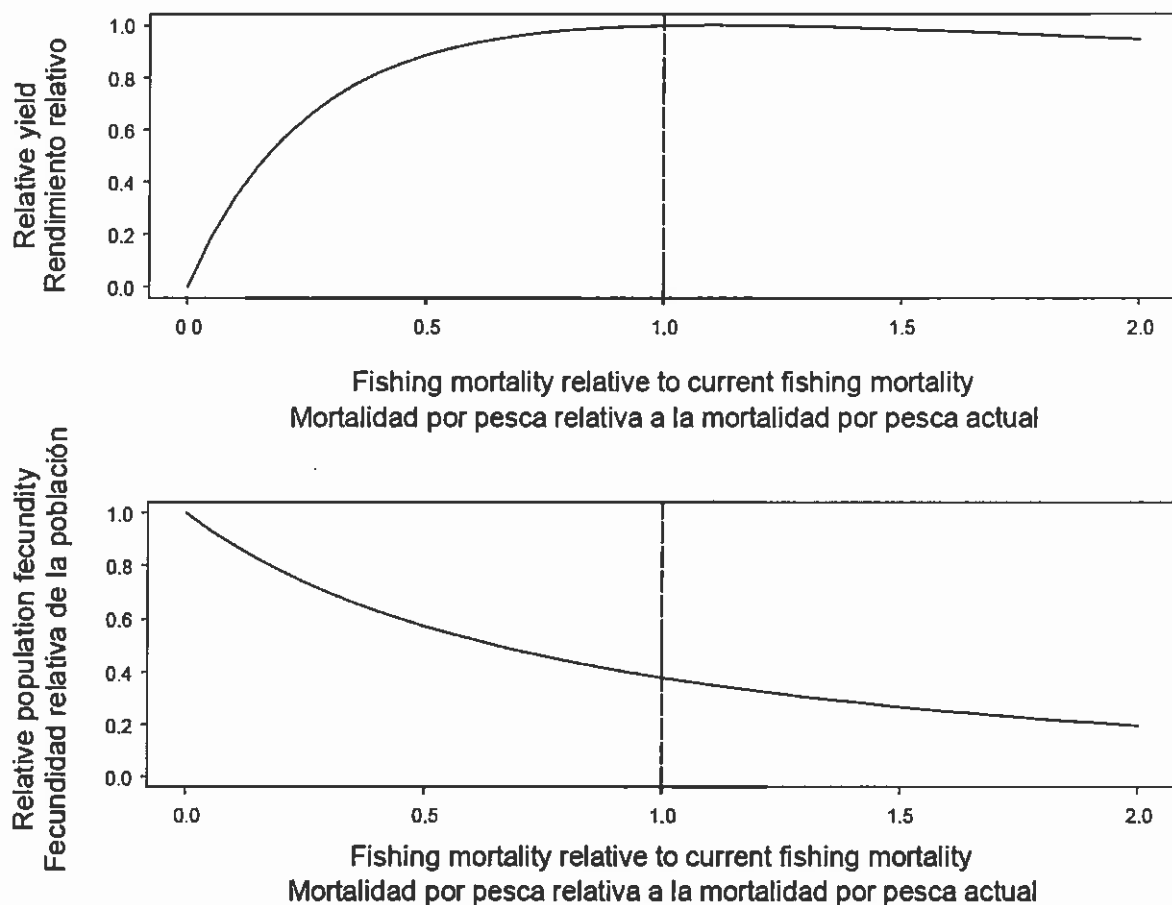 Relative yield
Rendimiento relativo
1.0
0.8
0.6
0.4
0.2
0.0
0 0
0.5
1.0
1.5
2.0
Fishing mortality relative to current fishing mortality
Mortalidad por pesca relativa a la mortalidad por pesca actual
Relative population fecundity
Fecundidad relativa de la población
1.0
0.8
0.6
0.4
0.2
0.0
0.0
0.5
1.0
1.5
2.0
Fishing mortality relative to current fishing mortality
Mortalidad por pesca relativa a la mortalidad por pesca actual